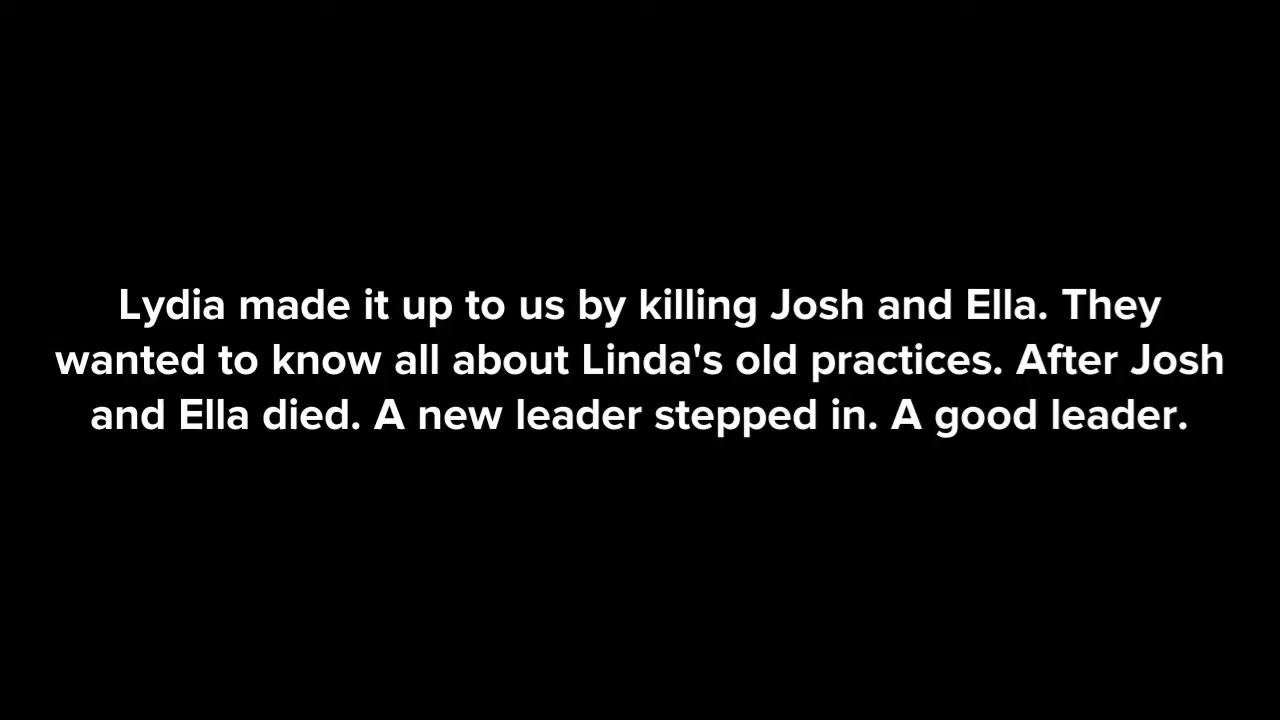 Lydia made it up to us by killing Josh and Ella. They
wanted to know all about Linda's old practices. After Josh
and Ella died. A new leader stepped in. A good leader.